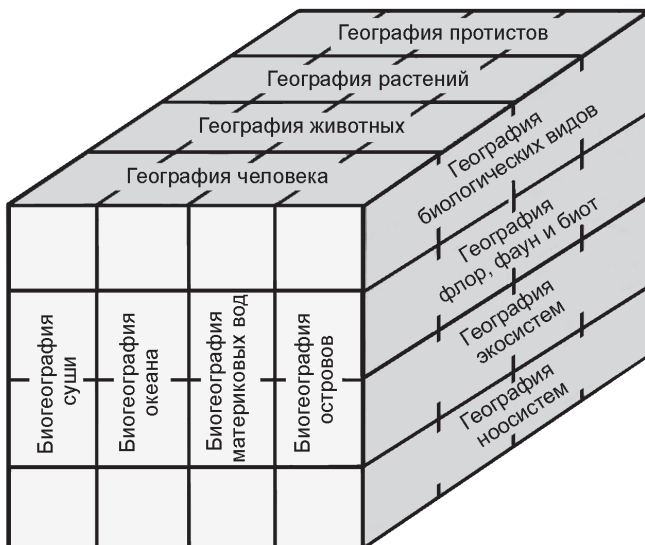 География протистов
География растений
География животных
География человека
География
биологических видов
География
флор, фаун и биот
География
экосистем
География
ноосистем
Биогеография
суши
Биогеография
океана
Биогеография
материковых вод
Биогеография
островов